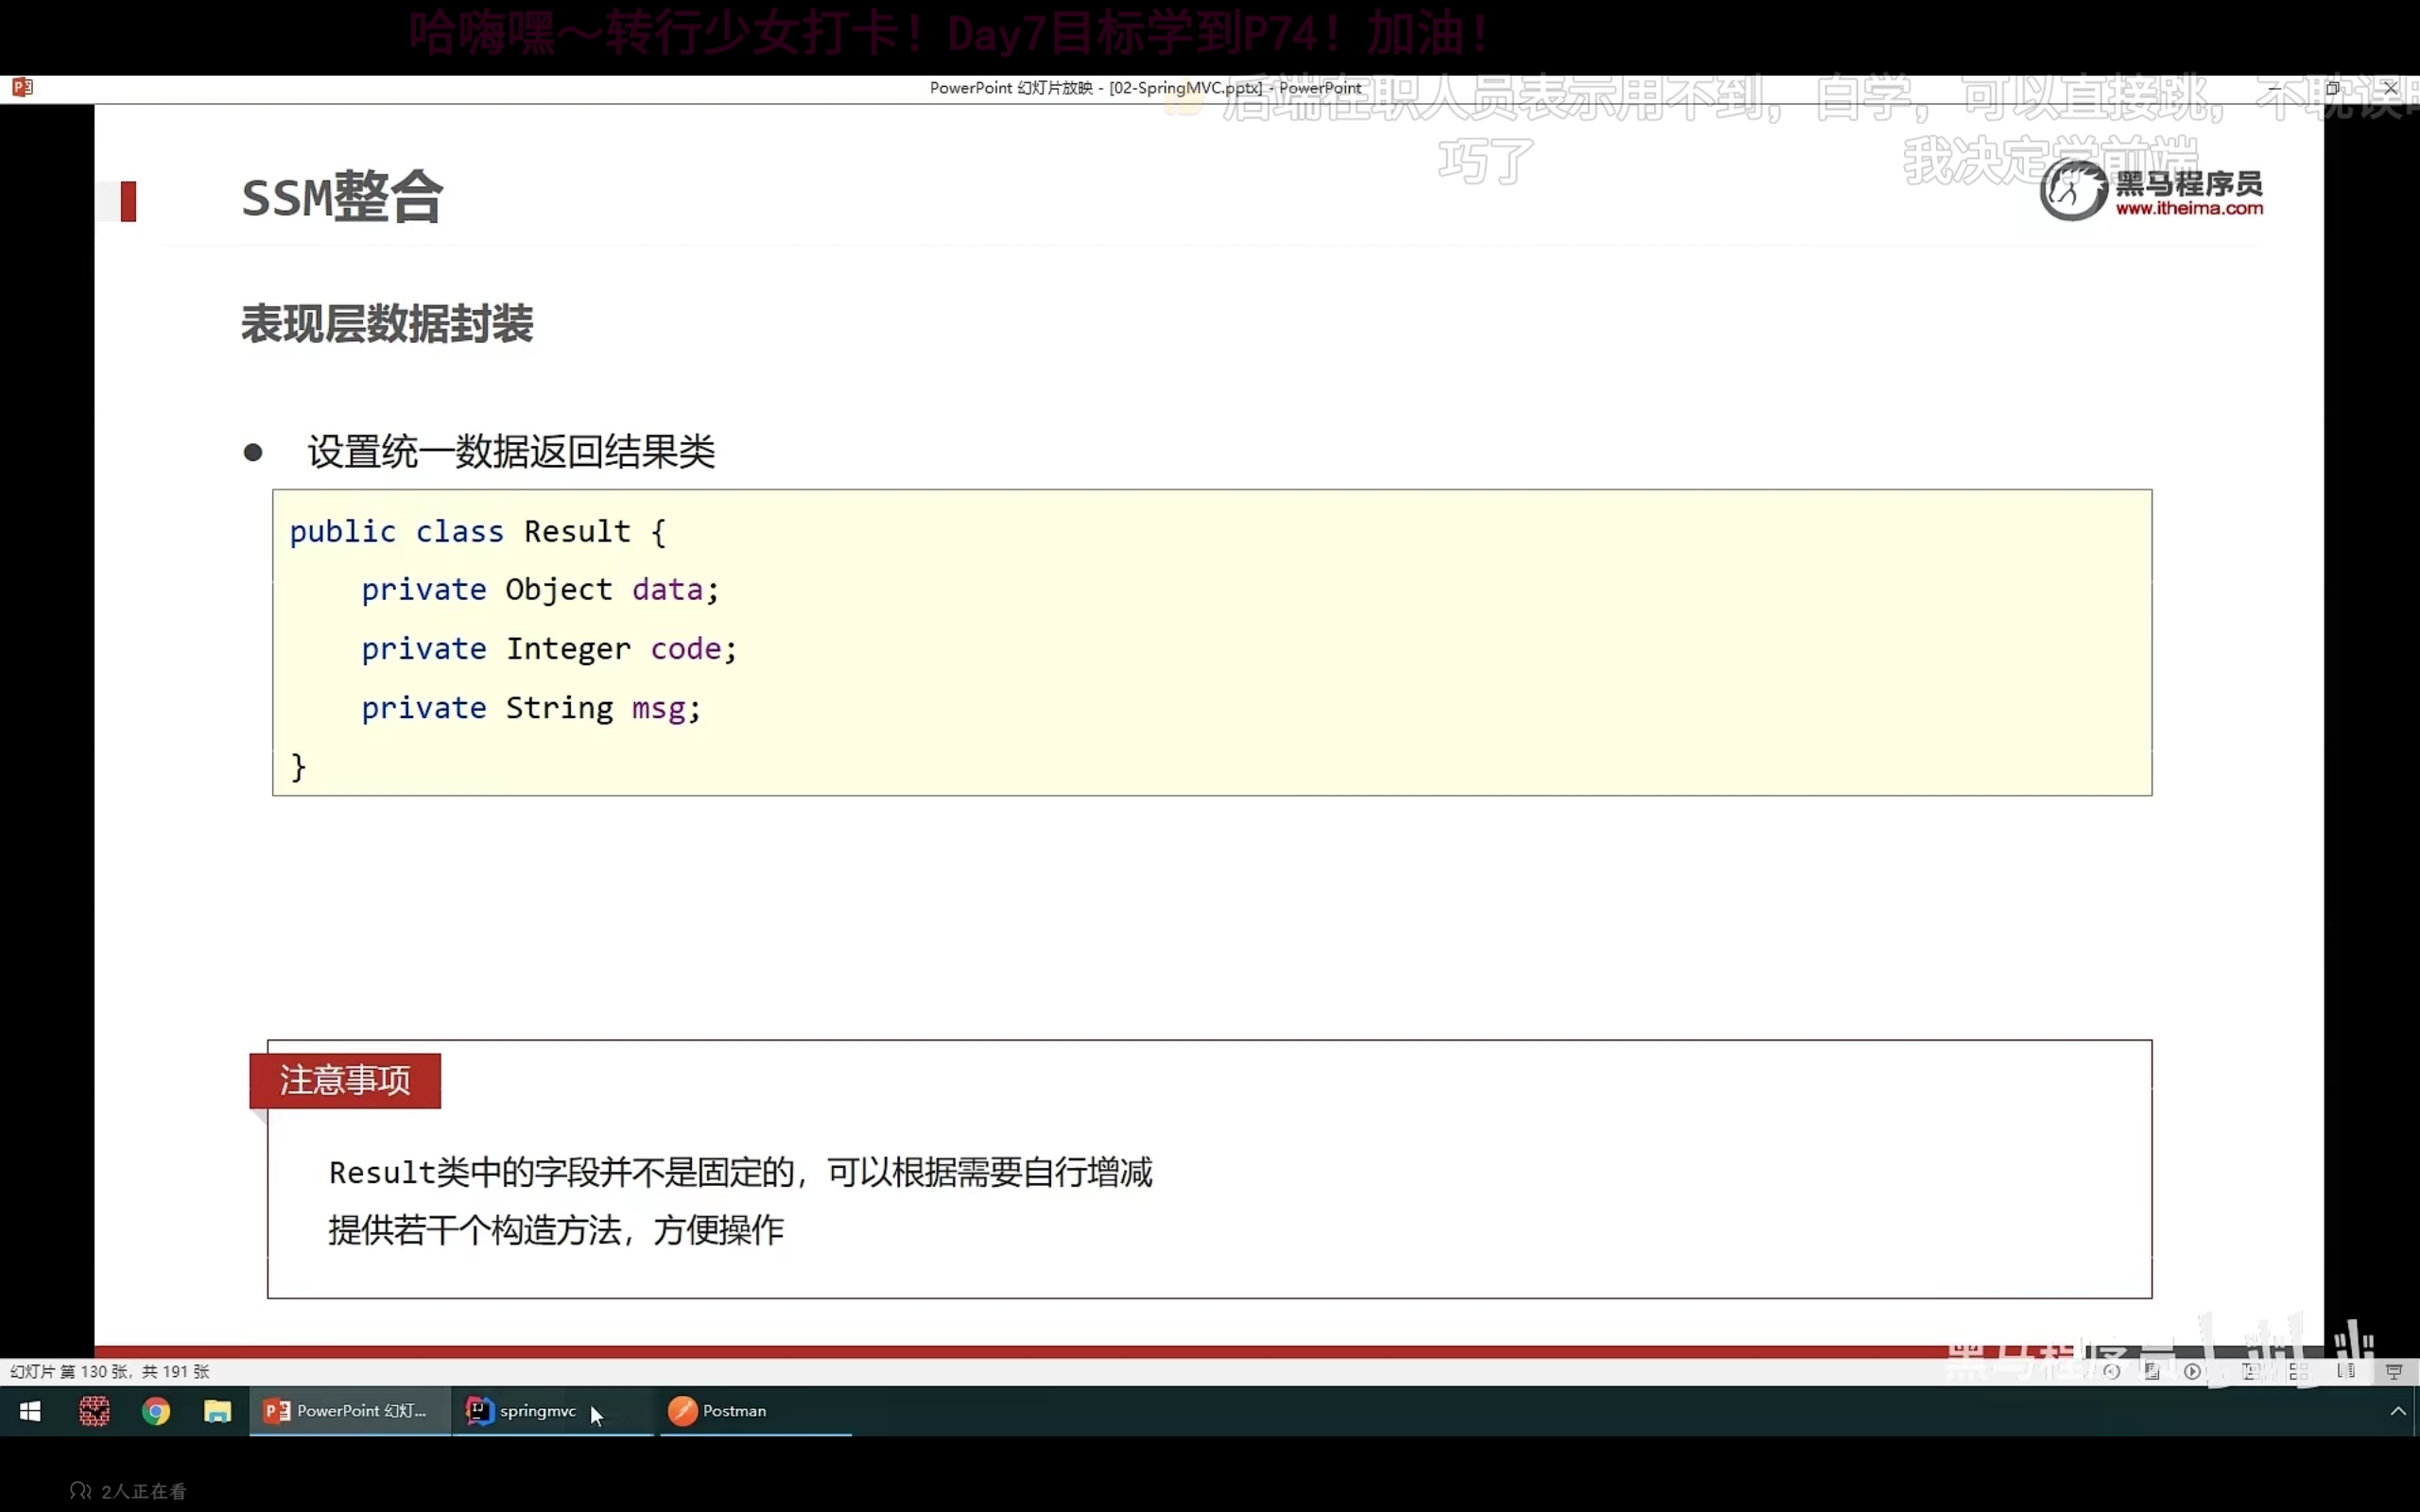 哈嗨嘿～转行少女打卡！Day7目标学到P74！加油！
PowerPoint 幻灯片放映 - [02-SpringMVC.pptx] - PowerPoint
后端在职人员表示用不到，白学，可以直接跳，不耽误
巧了
我决定学前端
SSM整合
黑马程序员
www.itheima.com
表现层数据封装
● 设置统一数据返回结果类
public class Result {
    private Object data;
    private Integer code;
    private String msg;
}
注意事项
Result类中的字段并不是固定的，可以根据需要自行增减
提供若干个构造方法，方便操作
黑马程序员
幻灯片 第 130 张，共 191 张
PowerPoint 幻灯...
springmvc
Postman
2人正在看